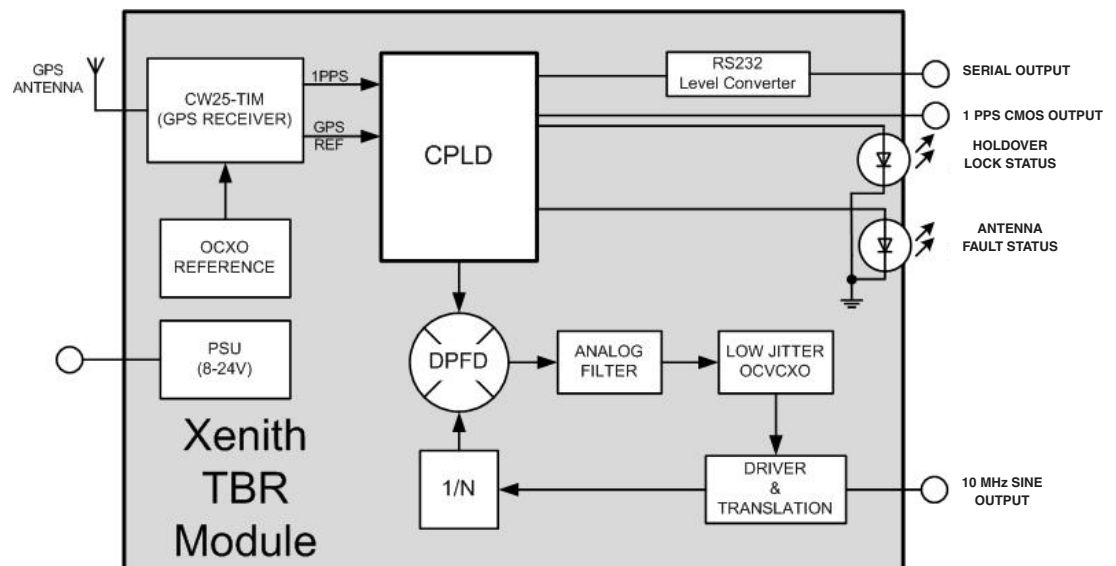 GPS
ANTENNA
CW25-TIM
(GPS RECEIVER)
1PPS
GPS
REF
CPLD
RS232
Level Converter
SERIAL OUTPUT
1 PPS CMOS OUTPUT
HOLDOVER
LOCK STATUS
ANTENNA
FAULT STATUS
OCXO
REFERENCE
PSU
(8-24V)
DPFD
ANALOG
FILTER
LOW JITTER
OCVCXO
Xenith
TBR
Module
1/N
DRIVER
&
TRANSLATION
10 MHz SINE
OUTPUT